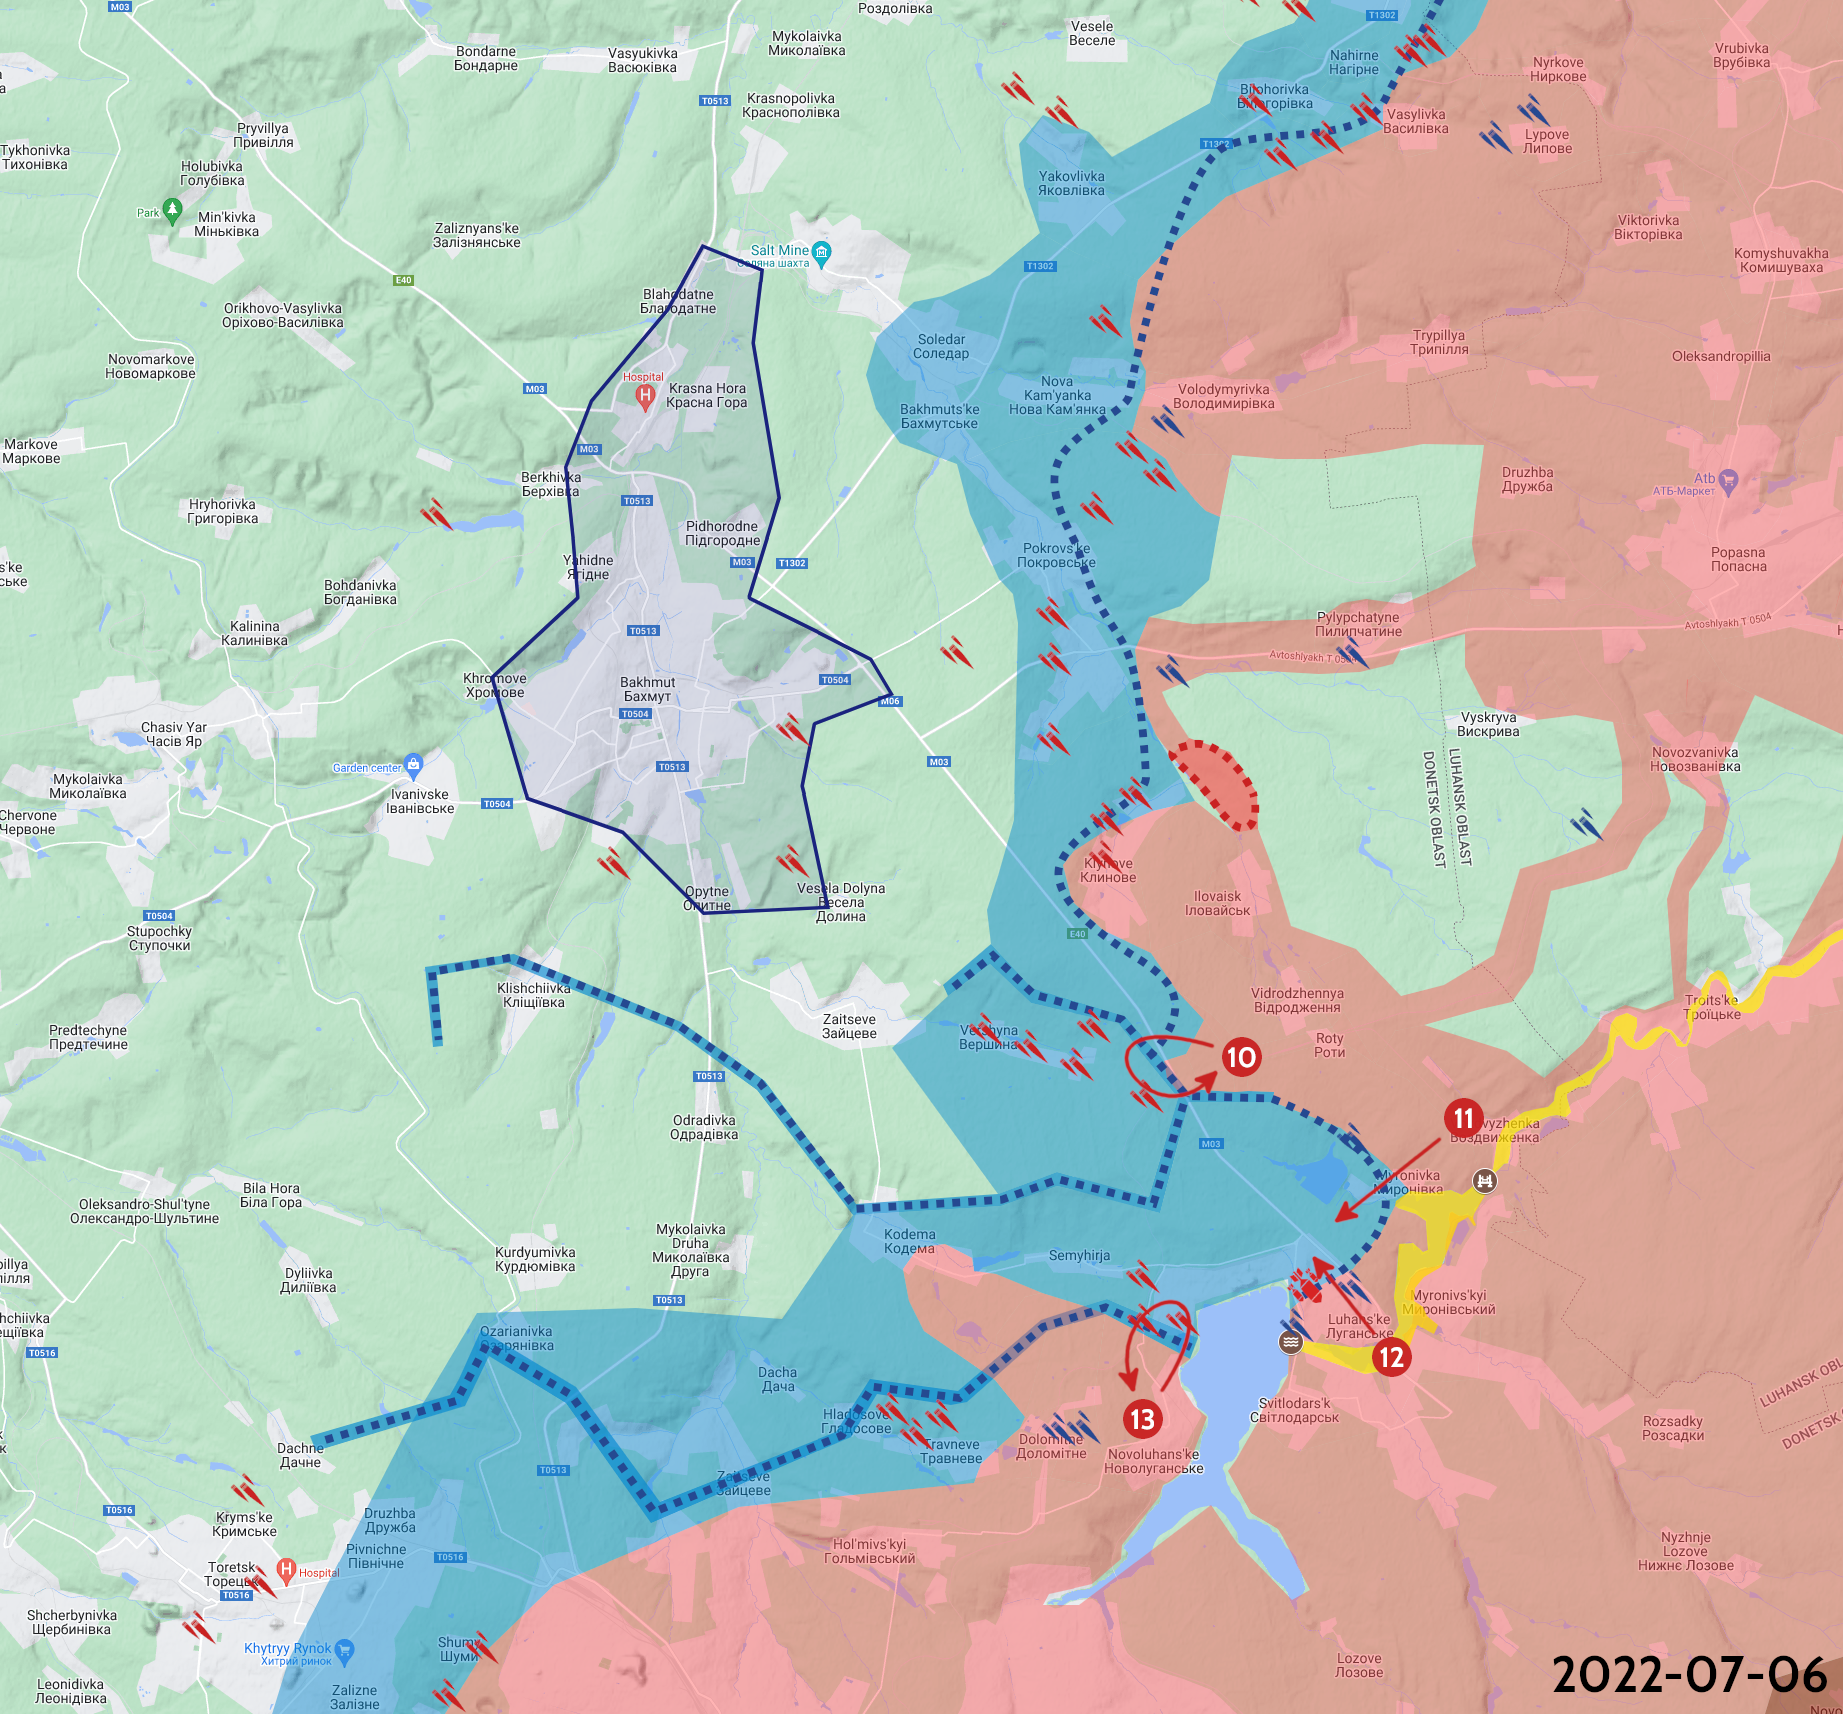 M03
Роздолівка
T1302
Bondarne
Бондарне
Vasyukivka
Васюківка
Mykolaivka
Миколаївка
Vesele
Веселе
Nahirne
Нагірне
Nyrkove
Ниркове
Vrubivka
Врубівка
T0513
Krasnopolivka
Краснополівка
Bilohorivka
Vasylivka
Василівка
Lypove
Липове
Pryvillya
Привілля
Tykhonivka
Тихонівка
Holubivka
Голубівка
T1302
Yakovlivka
Яковлівка
Park
Min'kivka
Міньківка
Zaliznyans'ke
Залізнянське
Salt Mine
Соляна шахта
Viktorivka
Вікторівка
Komyshuvakha
Комишуваха
T1302
E40
Orikhovo-Vasylivka
Оріхово-Василівка
Blahodatne
Благодатне
Soledar
Соледар
Trypillya
Трипілля
Oleksandropillia
Novomarkove
Новомаркове
M03
Hospital
Krasna Hora
Красна Гора
Nova
Kam'yanka
Нова Кам'янка
Volodymyrivka
Володимирівка
Bakhmuts'ke
Бахмутське
Markove
Маркове
M03
Berkhivka
Берхівка
T0513
Druzhba
Дружба
Atb
АТБ-Маркет
Hryhorivka
Григорівка
Pidhorodne
Підгородне
Yahidne
Ягідне
M03
T1302
Pokrovs'ke
Покровське
Popasna
Попасна
Bohdanivka
Богданівка
Kalinina
Калинівка
T0513
Pylypchatyne
Пилипчатине
Avtoshlyakh T 0504
Avtoshlyakh T 0504
Khromove
Хромове
Bakhmut
Бахмут
T0504
T0504
M06
Chasiv Yar
Часів Яр
Vyskryva
Вискрива
M03
T0513
Garden center
Novozvanivka
Новозванівка
LUHANSK OBLAST
DONETSK OBLAST
Mykolaivka
Миколаївка
Ivanivske
Іванівське
T0504
Chervone
Червоне
Klynove
Клинове
Opytne
Опитне
Vesela Dolyna
Весела
Долина
Ilovaisk
Іловайськ
T0504
Stupochky
Ступочки
E40
Klishchiivka
Кліщіївка
Vidrodzhennya
Відродження
Troits'ke
Троїцьке
Zaitseve
Зайцеве
Vershyna
Вершина
Predtechyne
Предтечине
Roty
Роти
10
T0513
11
Odradivka
Одрадівка
Воздвиженка
M03
Myronivka
Миронівка
Oleksandro-Shul'tyne
Олександро-Шультине
Bila Hora
Біла Гора
Mykolaivka
Druha
Миколаївка
Друга
Kodema
Кодема
Semyhirja
Kurdyumivka
Курдюмівка
Dyliivka
Диліївка
T0513
Myronivs'kyi
Миронівський
Luhans'ke
Луганське
12
Ozarianivka
Озарянівка
T0516
Dacha
Дача
Svitlodars'k
Світлодарськ
13
Hladosove
Гладосове
Travneve
Травневе
Dolomitne
Доломітне
Novoluhans'ke
Новолуганське
LUHANSK OBL
DONETSK O
Rozsadky
Розсадки
Dachne
Дачне
T0513
Zaitseve
Зайцеве
T0516
Kryms'ke
Кримське
Druzhba
Дружба
Pivnichne
Північне
T0516
Hol'mivs'kyi
Гольмівський
Nyzhnje
Lozove
Нижнє Лозове
Toretsk
Торецьк
Hospital
T0516
Shcherbynivka
Щербинівка
Khytryy Rynok
Хитрий ринок
Shumy
Шуми
Lozove
Лозове
Leonidivka
Леонідівка
Zalizne
Залізне
2022-07-06